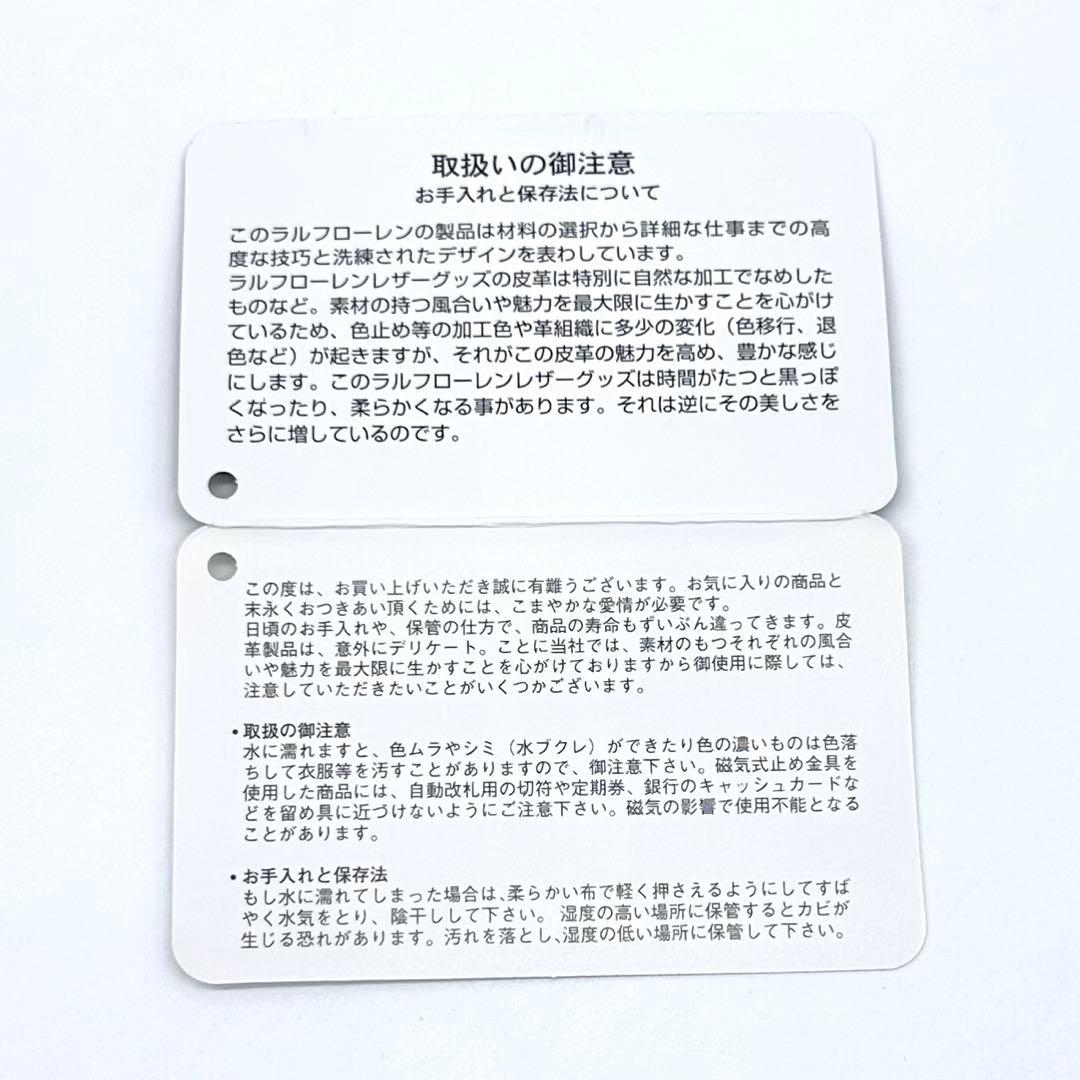 取扱いの御注意
お手入れと保存法について
このラルフローレンの製品は材料の選択から詳細な仕事までの高
度な技巧と洗練されたデザインを表わしています。
ラルフローレンレザーグッズの皮革は特別に自然な加工でなめした
ものなど。素材の持つ風合いや魅力を最大限に生かすことを心がけ
ているため、色止め等の加工色や革組織に多少の変化（色移行、退
色など）が起きますが、それがこの皮革の魅力を高め、豊かな感じ
にします。このラルフローレンレザーグッズは時間がたつと黒っぽ
くなったり、柔らかくなる事があります。それは逆にその美しさを
さらに増しているのです。
この度は、お買い上げいただき誠に有難うございます。お気に入りの商品と
末永くおつきあい頂くためには、こまやかな愛情が必要です。
日頃のお手入れや、保管の仕方で、商品の寿命もずいぶん違ってきます。皮
革製品は、意外にデリケート。ことに当社では、素材のもつそれぞれの風合
いや魅力を最大限に生かすことを心がけておりますから御使用に際しては、
注意していただきたいことがいくつかございます。
・取扱の御注意
水に濡れますと、色ムラやシミ（水ブクレ）ができたり色の濃いものは色落
ちして衣服等を汚すことがありますので、御注意下さい。磁気式止め金具を
使用した商品には、自動改札用の切符や定期券、銀行のキャッシュカードな
どを留め具に近づけないようにご注意下さい。磁気の影響で使用不能となる
ことがあります。
・お手入れと保存法
もし水に濡れてしまった場合は、柔らかい布で軽く押さえるようにしてすば
やく水気をとり、陰干しして下さい。 湿度の高い場所に保管するとカビが
生じる恐れがあります。汚れを落とし、湿度の低い場所に保管して下さい。